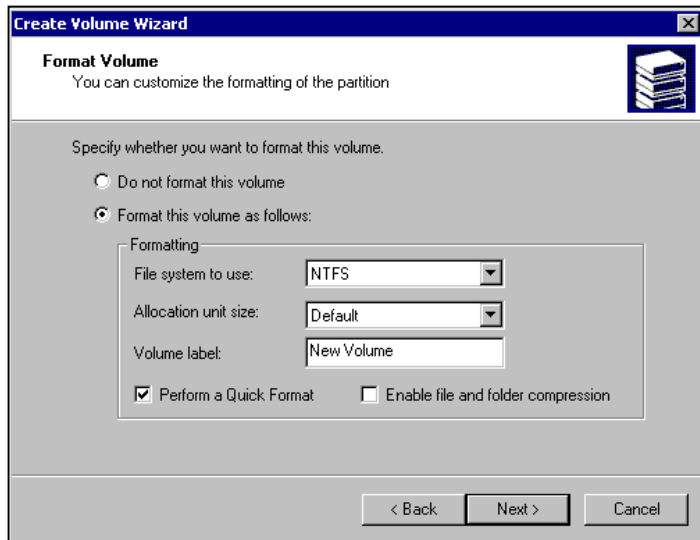 Create Volume Wizard
Format Volume
You can customize the formatting of the partition
Specify whether you want to format this volume.
Do not format this volume
Format this volume as follows:
Formatting
File system to use: NTFS
Allocation unit size: Default
Volume label: New Volume
Perform a Quick Format Enable file and folder compression
< Back Next > Cancel